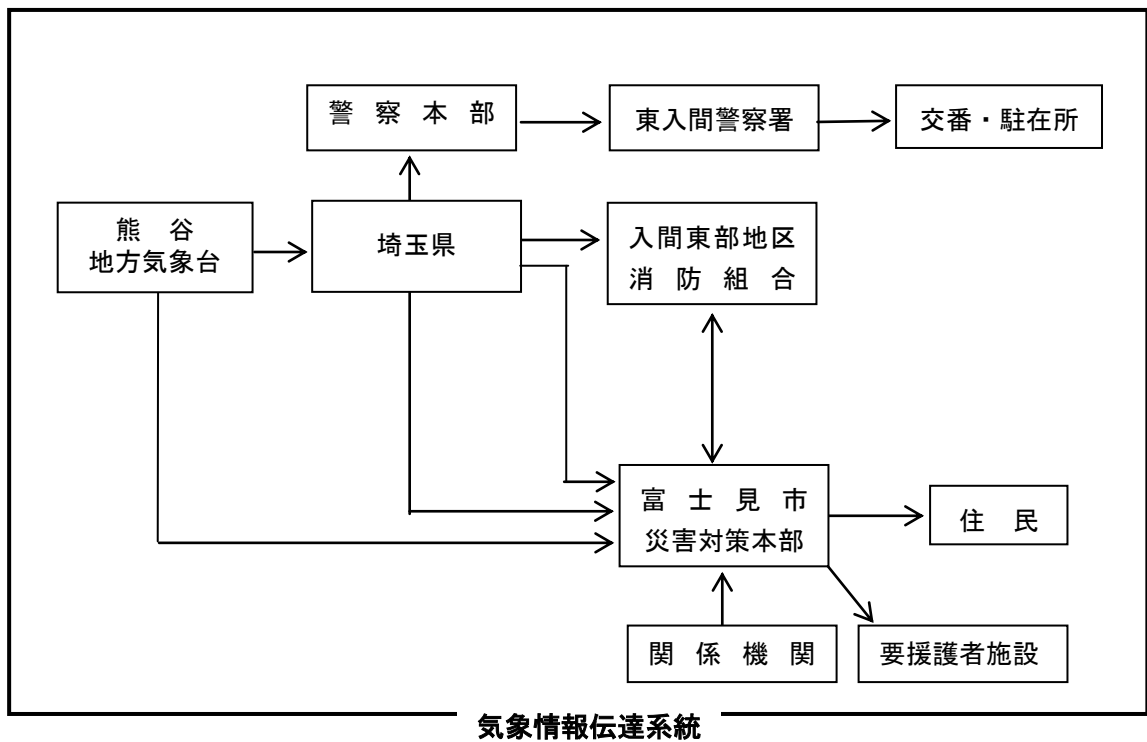 警察本部
東入間警察署
交番・駐在所
熊谷
地方気象台
埼玉県
入間東部地区
消防組合
富士見市
災害対策本部
住民
関係機関
要援護者施設
気象情報伝達系統